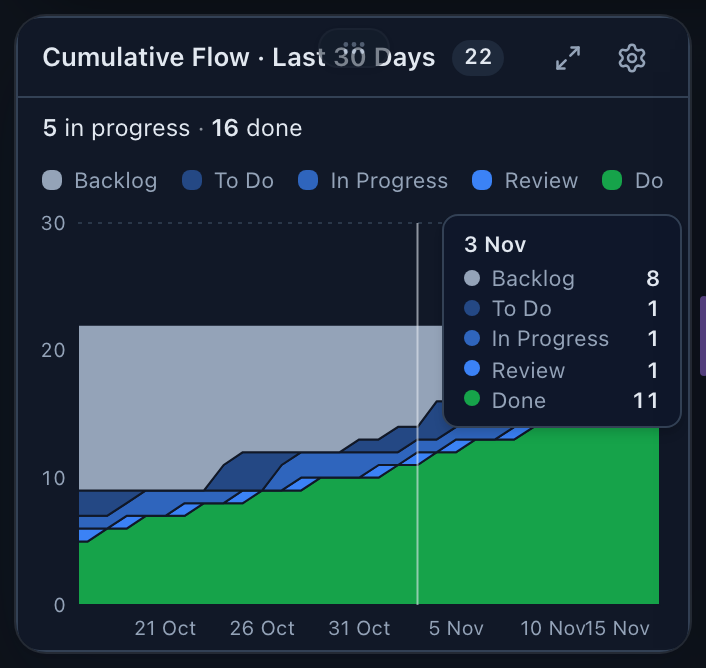 Cumulative Flow · Last 30 Days 22
5 in progress · 16 done
Backlog To Do In Progress Review Do
30
3 Nov
Backlog 8
To Do 1
In Progress 1
Review 1
Done 11
20
10
0
21 Oct 26 Oct 31 Oct 5 Nov 10 Nov 15 Nov